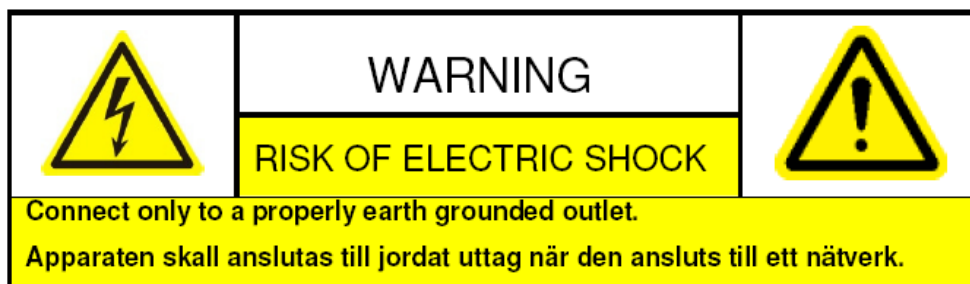 WARNING
RISK OF ELECTRIC SHOCK
Connect only to a properly earth grounded outlet.
Apparaten skall anslutas till jordat uttag när den ansluts till ett nätverk.